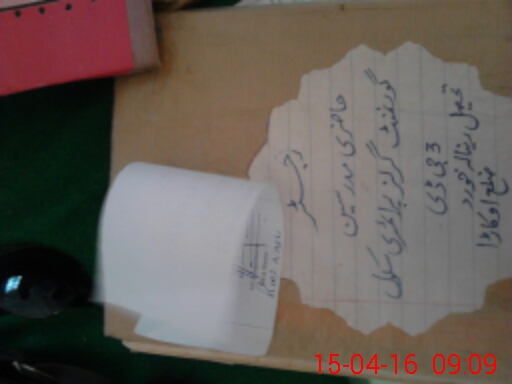 رجسٹر
حاضری مدرسین
گورنمنٹ گرلز پرائمری سکول
3 جی ڈی
تحصیل رینالہ خورد
ضلع اوکاڑا
15-04-16 09:09